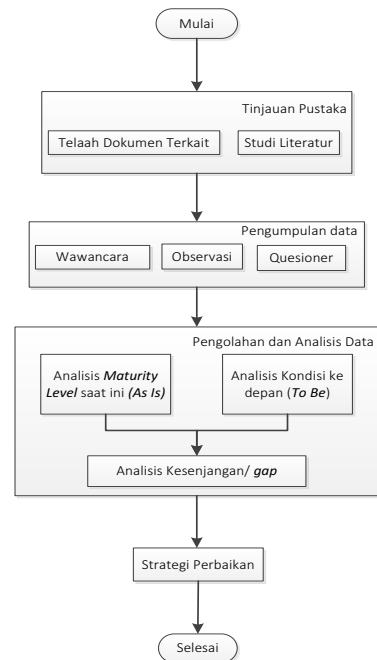 Mulai
Tinjauan Pustaka
Telaah Dokumen Terkait
Studi Literatur
Pengumpulan data
Wawancara
Observasi
Quesioner
Pengolahan dan Analisis Data
Analisis Maturity
Level saat ini (As Is)
Analisis Kondisi ke
depan (To Be)
Analisis Kesenjangan/ gap
Strategi Perbaikan
Selesai